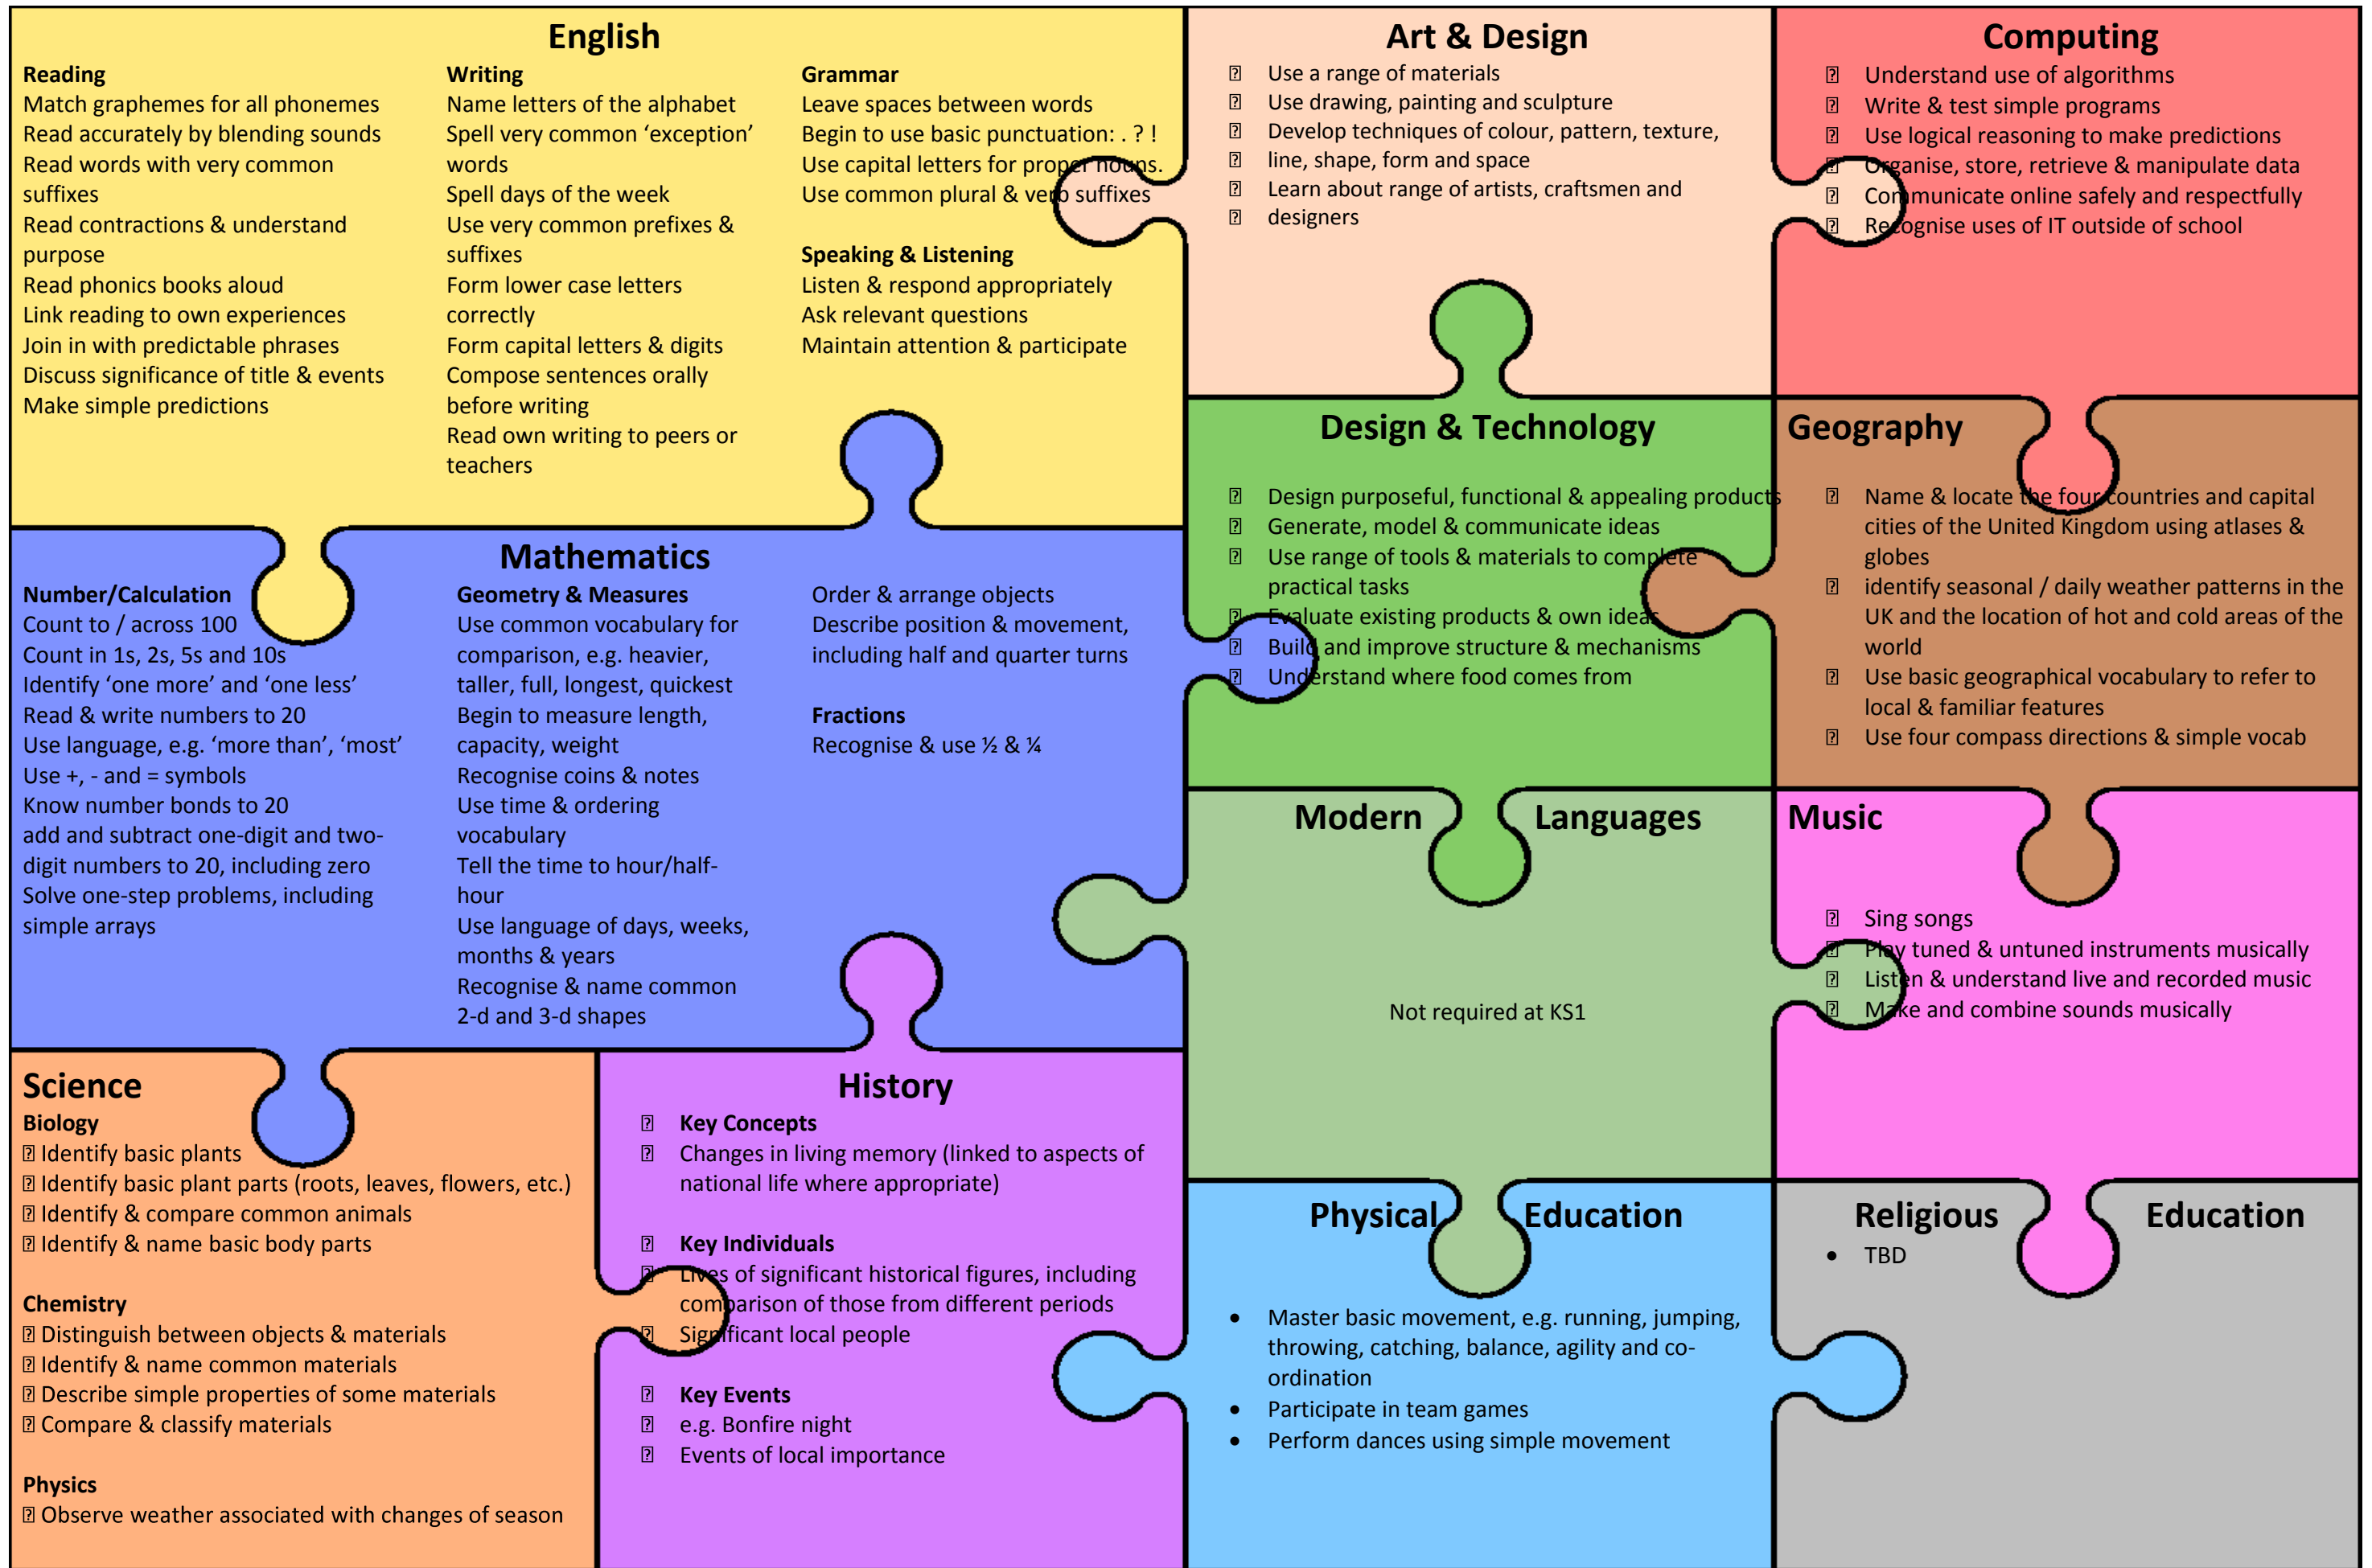 English
Reading
Match graphemes for all phonemes
Read accurately by blending sounds
Read words with very common
suffixes
Read contractions & understand
purpose
Read phonics books aloud
Link reading to own experiences
Join in with predictable phrases
Discuss significance of title & events
Make simple predictions
Writing
Name letters of the alphabet
Spell very common ‘exception’
words
Spell days of the week
Use very common prefixes &
suffixes
Form lower case letters
correctly
Form capital letters & digits
Compose sentences orally
before writing
Read own writing to peers or
teachers
Grammar
Leave spaces between words
Begin to use basic punctuation: . ? !
Use capital letters for proper nouns.
Use common plural & verb suffixes
Speaking & Listening
Listen & respond appropriately
Ask relevant questions
Maintain attention & participate
Art & Design
Use a range of materials
Use drawing, painting and sculpture
Develop techniques of colour, pattern, texture,
line, shape, form and space
Learn about range of artists, craftsmen and
designers
Computing
Understand use of algorithms
Write & test simple programs
Use logical reasoning to make predictions
Organise, store, retrieve & manipulate data
Communicate online safely and respectfully
Recognise uses of IT outside of school
Mathematics
Number/Calculation
Count to / across 100
Count in 1s, 2s, 5s and 10s
Identify ‘one more’ and ‘one less’
Read & write numbers to 20
Use language, e.g. ‘more than’, ‘most’
Use +, - and = symbols
Know number bonds to 20
add and subtract one-digit and two-
digit numbers to 20, including zero
Solve one-step problems, including
simple arrays
Geometry & Measures
Use common vocabulary for
comparison, e.g. heavier,
taller, full, longest, quickest
Begin to measure length,
capacity, weight
Recognise coins & notes
Use time & ordering
vocabulary
Tell the time to hour/half-
hour
Use language of days, weeks,
months & years
Recognise & name common
2-d and 3-d shapes
Order & arrange objects
Describe position & movement,
including half and quarter turns
Fractions
Recognise & use ½ & ¼
Design & Technology
Design purposeful, functional & appealing products
Generate, model & communicate ideas
Use range of tools & materials to complete
practical tasks
Evaluate existing products & own ideas
Build and improve structure & mechanisms
Understand where food comes from
Geography
Name & locate the four countries and capital
cities of the United Kingdom using atlases &
globes
identify seasonal / daily weather patterns in the
UK and the location of hot and cold areas of the
world
Use basic geographical vocabulary to refer to
local & familiar features
Use four compass directions & simple vocab
Modern Languages
Not required at KS1
Music
Sing songs
Play tuned & untuned instruments musically
Listen & understand live and recorded music
Make and combine sounds musically
Science
Biology
Identify basic plants
Identify basic plant parts (roots, leaves, flowers, etc.)
Identify & compare common animals
Identify & name basic body parts
Chemistry
Distinguish between objects & materials
Identify & name common materials
Describe simple properties of some materials
Compare & classify materials
Physics
Observe weather associated with changes of season
History
Key Concepts
Changes in living memory (linked to aspects of
national life where appropriate)
Key Individuals
Lives of significant historical figures, including
comparison of those from different periods
Significant local people
Key Events
e.g. Bonfire night
Events of local importance
Physical Education
• Master basic movement, e.g. running, jumping,
throwing, catching, balance, agility and co-
ordination
• Participate in team games
• Perform dances using simple movement
Religious Education
• TBD